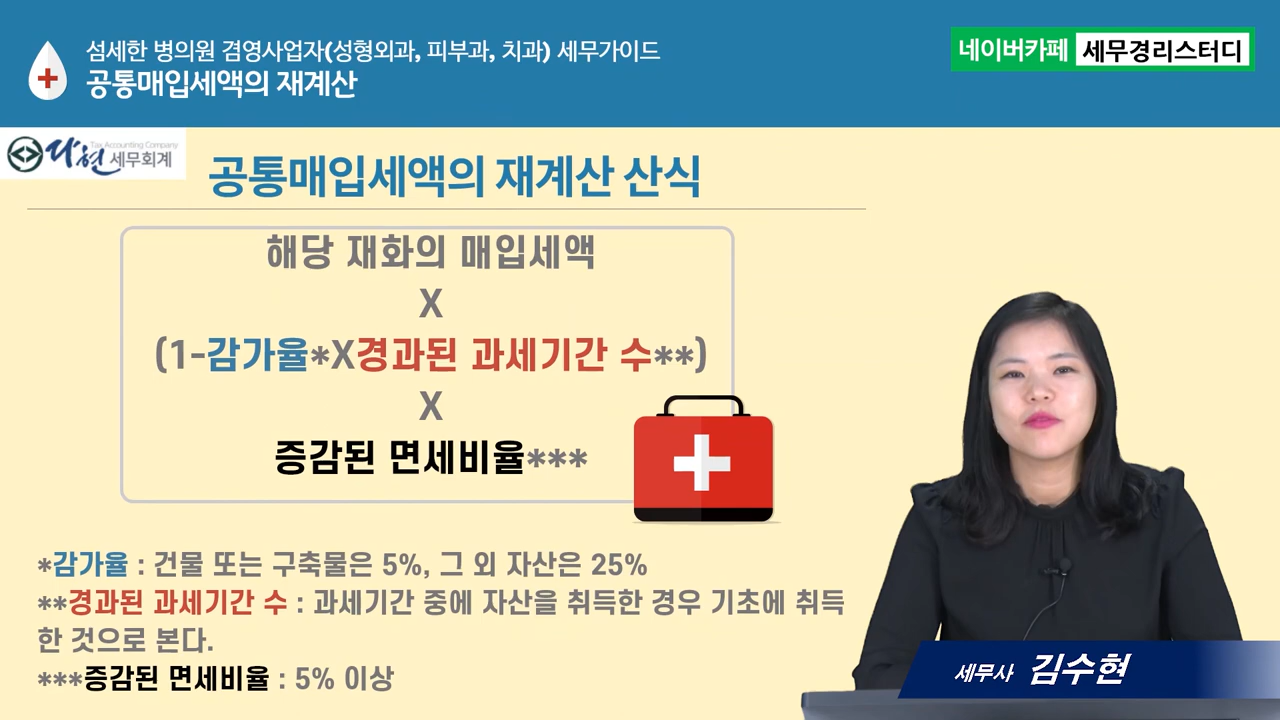 섬세한 병의원 겸영사업자(성형외과, 피부과, 치과) 세무가이드
공통매입세액의 재계산
네이버카페 세무경리스터디
Tax Accounting Company
다현 세무회계
공통매입세액의 재계산 산식
해당 재화의 매입세액
X
(1-감가율*X경과된 과세기간 수**)
X
증감된 면세비율***
*감가율 : 건물 또는 구축물은 5%, 그 외 자산은 25%
**경과된 과세기간 수 : 과세기간 중에 자산을 취득한 경우 기초에 취득
한 것으로 본다.
***증감된 면세비율 : 5% 이상
세무사 김수현